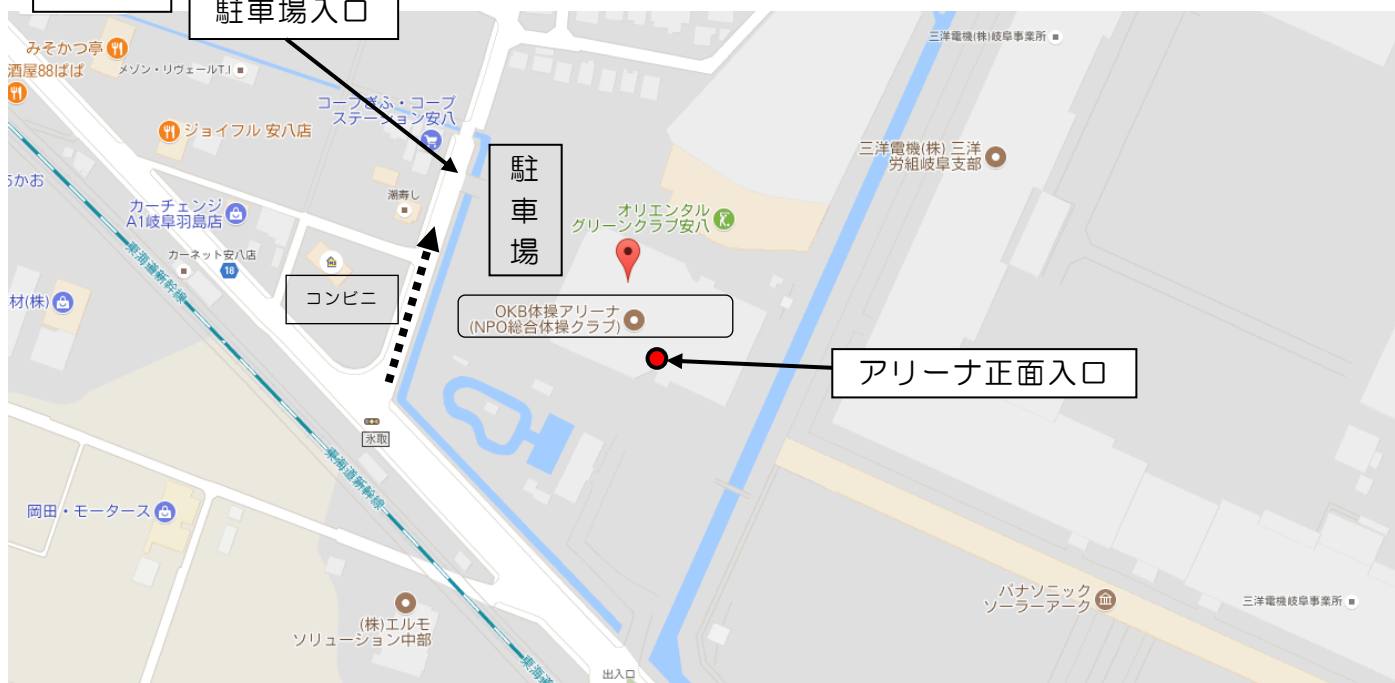 駐車場入口
三洋電機(株)岐阜事業所
みそかつ亭
酒屋88ぱぱ
メゾン・リヴェールT.I
コープぎふ・コープ
ステーション安八
ジョイフル 安八店
駐
車
場
三洋電機(株) 三洋
労組岐阜支部
カーチェンジ
A1岐阜羽島店
潮寿し
オリエンタル
グリーンクラブ安八
カーネット安八店
18
東海道新幹線
材(株)
コンビニ
OKB体操アリーナ
(NPO総合体操クラブ)
アリーナ正面入口
氷取
東海道新幹線
岡田・モータース
パナソニック
ソーラーアーク
三洋電機岐阜事業所
(株)エルモ
ソリューション中部
出入口
東海道